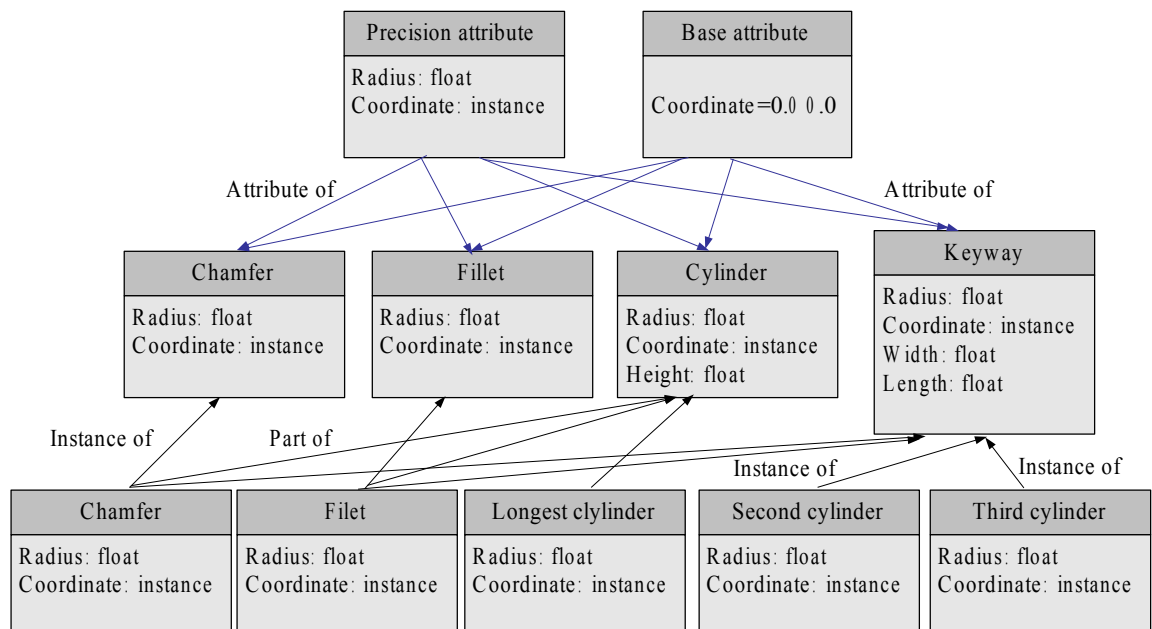 Precision attribute
Radius: float
Coordinate: instance
Base attribute
Coordinate=0.0 0.0
Attribute of
Attribute of
Chamfer
Radius: float
Coordinate: instance
Fillet
Radius: float
Coordinate: instance
Cylinder
Radius: float
Coordinate: instance
Height: float
Keyway
Radius: float
Coordinate: instance
Width: float
Length: float
Instance of
Part of
Instance of
Instance of
Chamfer
Radius: float
Coordinate: instance
Filet
Radius: float
Coordinate: instance
Longest clylinder
Radius: float
Coordinate: instance
Second cylinder
Radius: float
Coordinate: instance
Third cylinder
Radius: float
Coordinate: instance